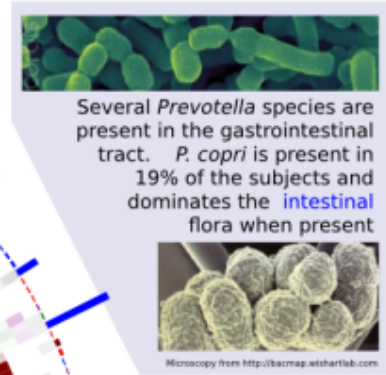 Several Prevotella species are
present in the gastrointestinal
tract. P. copri is present in
19% of the subjects and
dominates the intestinal
flora when present
Microscopy from http://bacmap.wishartlab.com